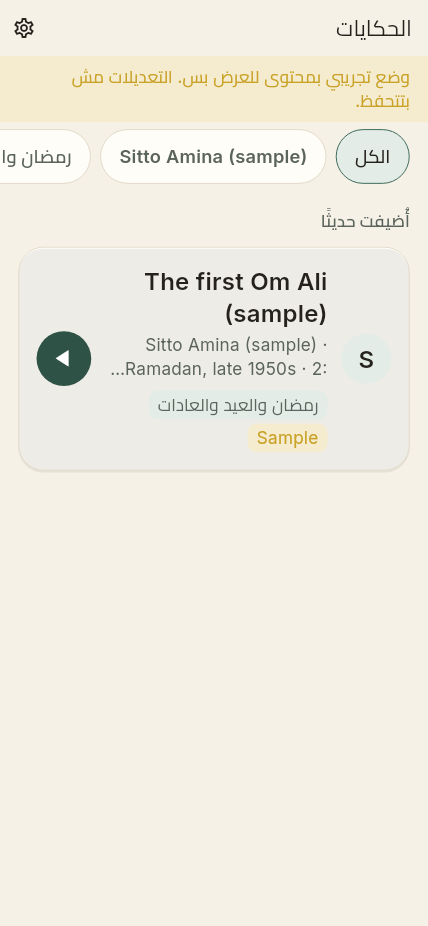 الحكايات
وضع تجريبي بمحتوى للعرض بس. التعديلات مش
بتتحفظ.
الكل
Sitto Amina (sample)
رمضان وا
أُضيفت حديثًا
The first Om Ali
(sample)
S
Sitto Amina (sample) ·
Ramadan, late 1950s · 2:...
رمضان والعيد والعادات
Sample